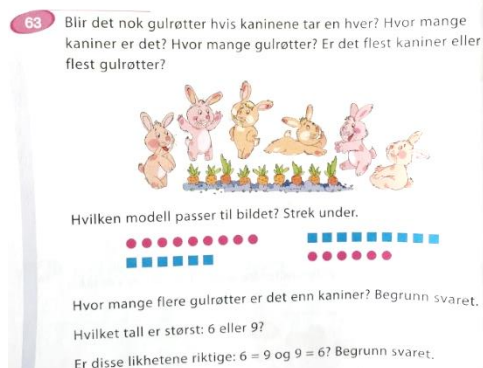 63
Blir det nok gulrøtter hvis kaninene tar en hver? Hvor mange
kaniner er det? Hvor mange gulrøtter? Er det flest kaniner eller
flest gulrøtter?
Hvilken modell passer til bildet? Strek under.
Hvor mange flere gulrøtter er det enn kaniner? Begrunn svaret.
Hvilket tall er størst: 6 eller 9?
Er disse likhetene riktige: 6 = 9 og 9 = 6? Begrunn svaret.